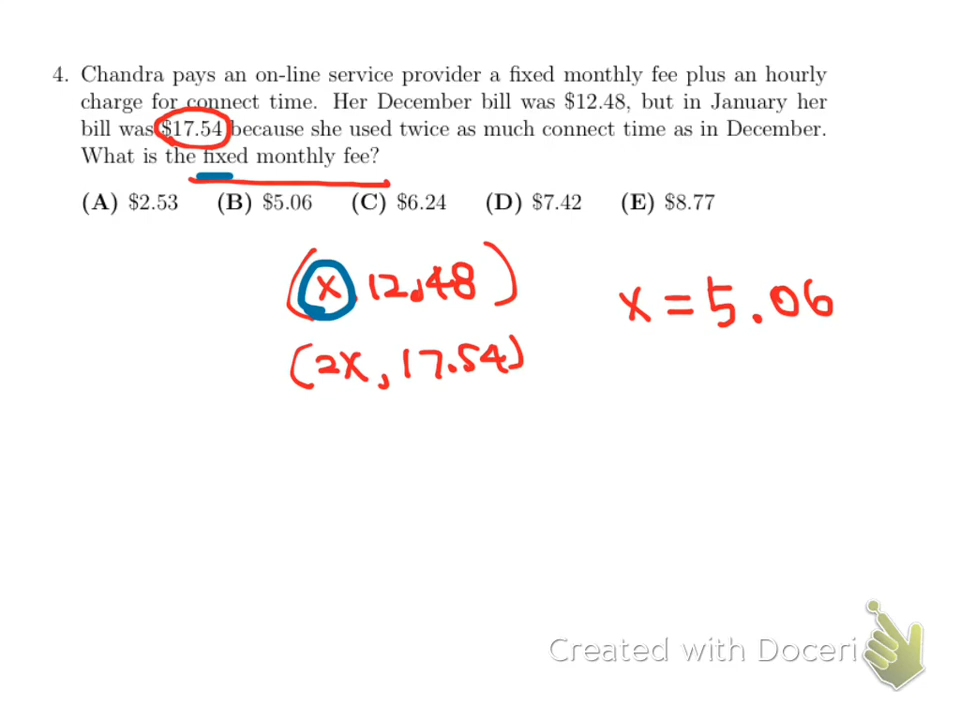 4. Chandra pays an on-line service provider a fixed monthly fee plus an hourly
charge for connect time. Her December bill was $12.48, but in January her
bill was $17.54 because she used twice as much connect time as in December.
What is the fixed monthly fee?
(A) $2.53 (B) $5.06 (C) $6.24 (D) $7.42 (E) $8.77
(x, 12.48)
x = 5.06
(2x, 17.54)
Created with Doceri